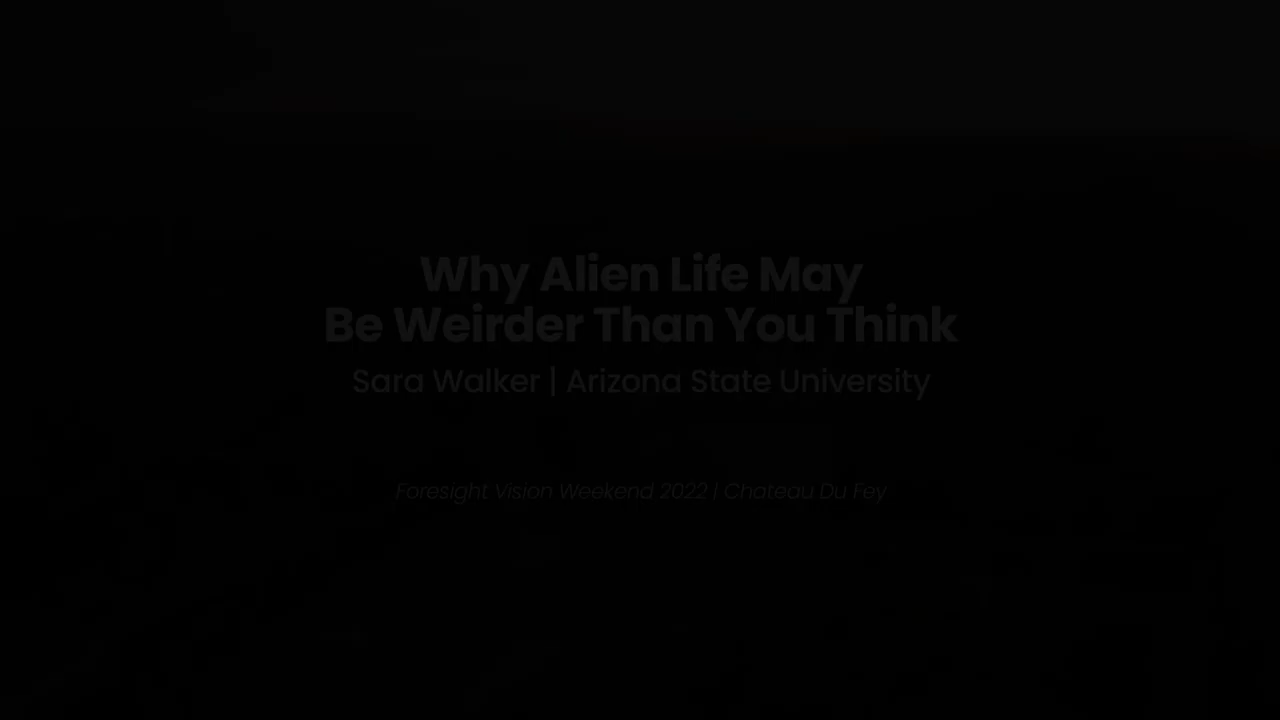 Why Alien Life May
Be Weirder Than You Think
Sara Walker | Arizona State University
Foresight Vision Weekend 2022 | Chateau Du Fey